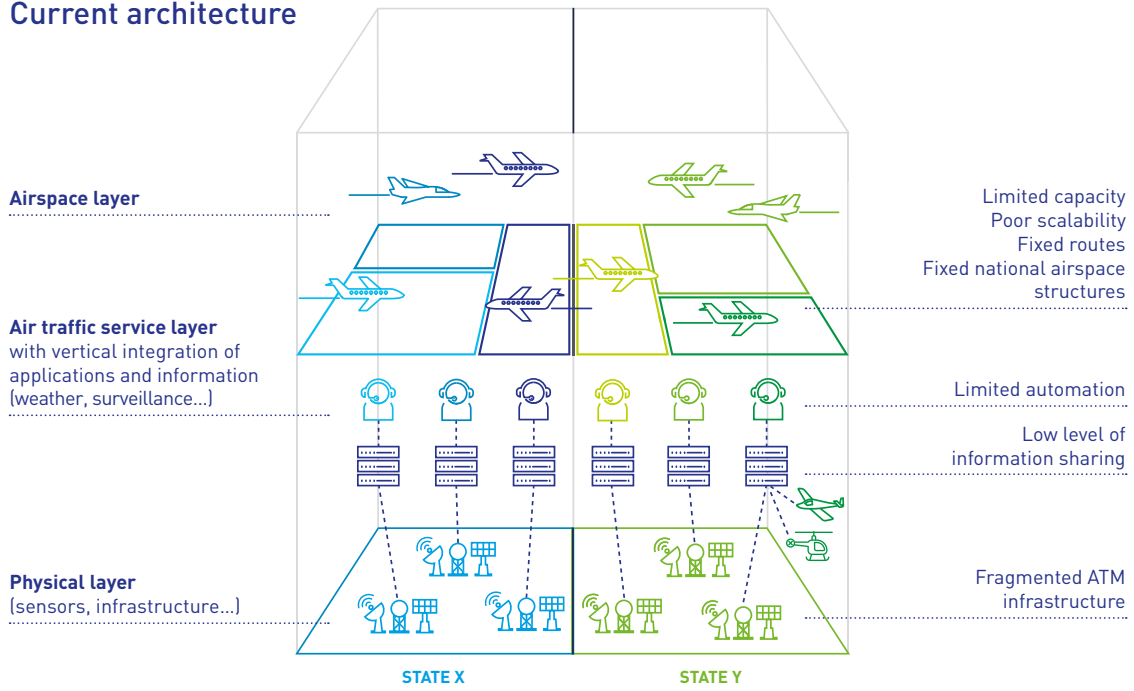 Current architecture
Airspace layer
Limited capacity
Poor scalability
Fixed routes
Fixed national airspace
structures
Air traffic service layer
with vertical integration of
applications and information
(weather, surveillance...)
Limited automation
Low level of
information sharing
Physical layer
(sensors, infrastructure...)
Fragmented ATM
infrastructure
STATE X
STATE Y